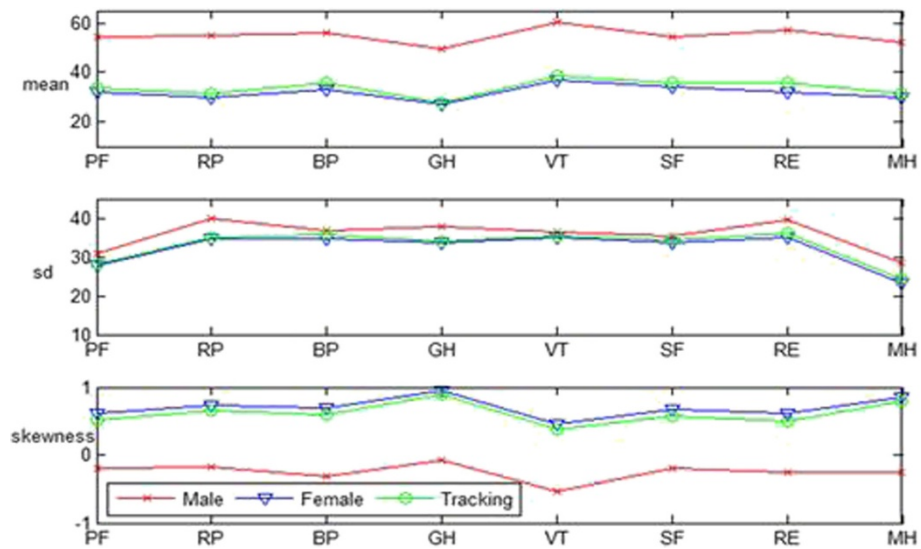 60
40
mean
20
PF RP BP GH VT SF RE MH
40
30
sd
20
10
PF RP BP GH VT SF RE MH
1
skewness
0
Male Female Tracking
-1
PF RP BP GH VT SF RE MH